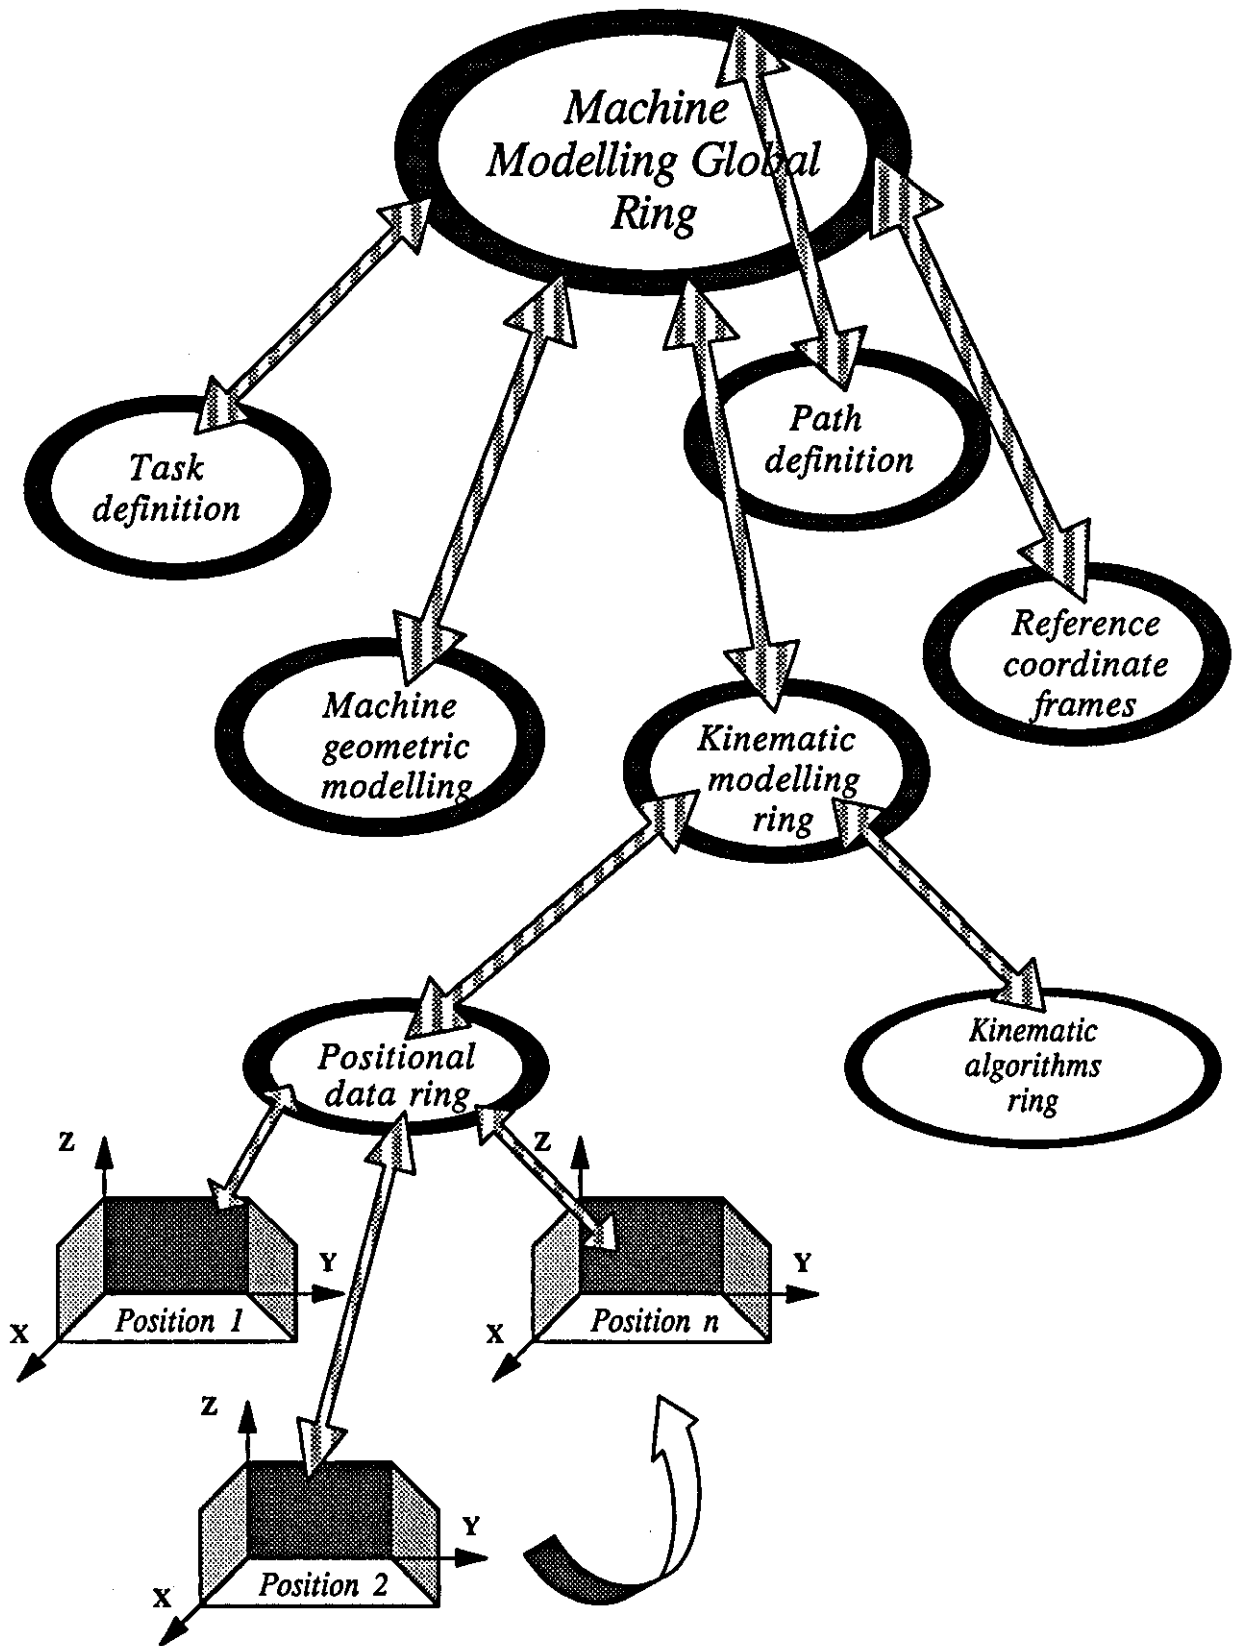 Machine
Modelling Global
Ring
Path
definition
Task
definition
Reference
coordinate
frames
Machine
geometric
modelling
Kinematic
modelling
ring
Positional
data ring
Kinematic
algorithms
ring
Z
Y
X
Position 1
Z
Y
X
Position n
Z
Y
X
Position 2